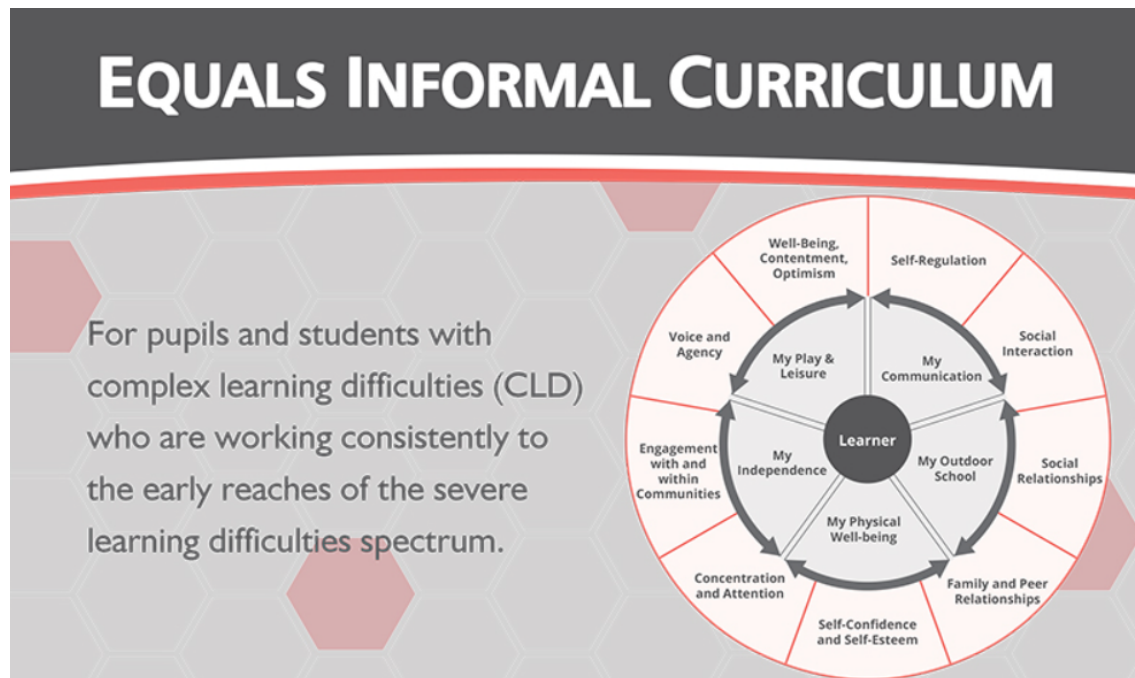 EQUALS INFORMAL CURRICULUM
For pupils and students with
complex learning difficulties (CLD)
who are working consistently to
the early reaches of the severe
learning difficulties spectrum.
Well-Being,
Contentment,
Optimism
Self-Regulation
Social
Interaction
Social
Relationships
Family and Peer
Relationships
Self-Confidence
and Self-Esteem
Concentration
and Attention
Engagement
with and
within
Communities
Voice and
Agency
My Play &
Leisure
My
Communication
My Outdoor
School
My Physical
Well-being
My
Independence
Learner